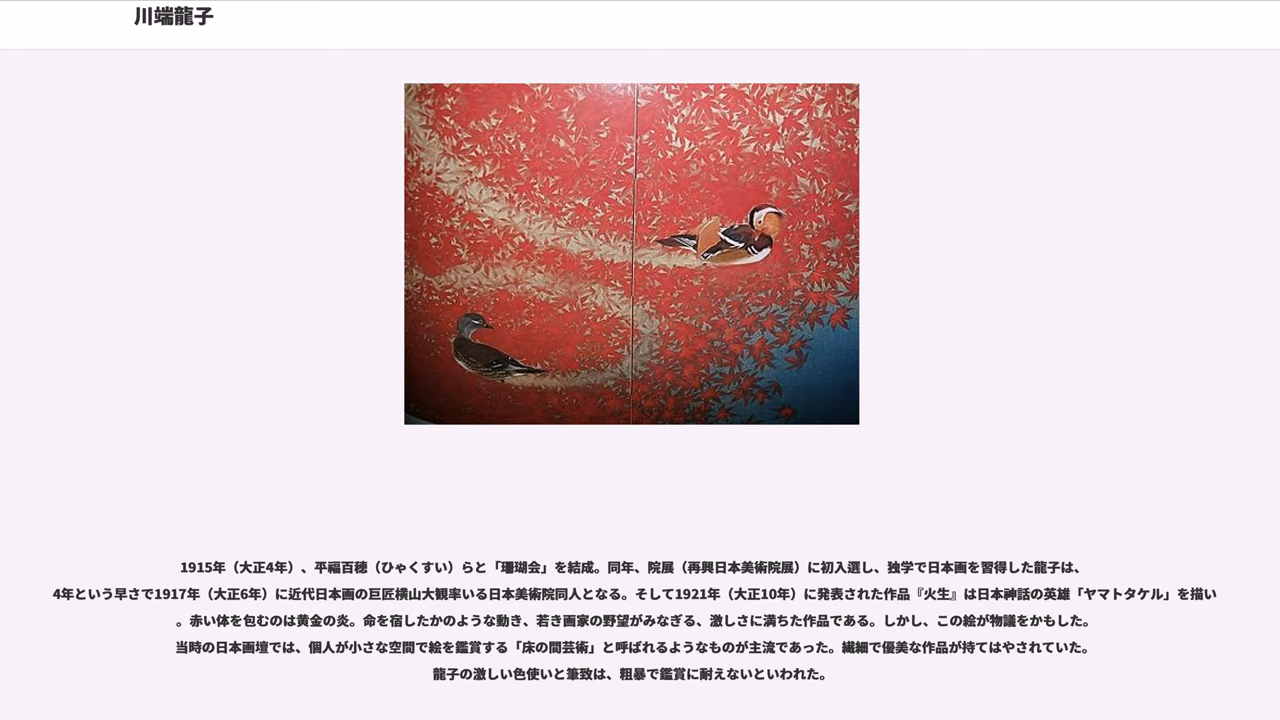 川端龍子
1915年（大正4年）、平福百穂（ひゃくすい）らと「珊瑚会」を結成。同年、院展（再興日本美術院展）に初入選し、独学で日本画を習得した龍子は、
4年という早さで1917年（大正6年）に近代日本画の巨匠横山大観率いる日本美術院同人となる。そして1921年（大正10年）に発表された作品『火生』は日本神話の英雄「ヤマトタケル」を描い
。赤い体を包むのは黄金の炎。命を宿したかのような動き、若き画家の野望がみなぎる、激しさに満ちた作品である。しかし、この絵が物議をかもした。
当時の日本画壇では、個人が小さな空間で絵を鑑賞する「床の間芸術」と呼ばれるようなものが主流であった。繊細で優美な作品が持てはやされていた。
龍子の激しい色使いと筆致は、粗暴で鑑賞に耐えないといわれた。